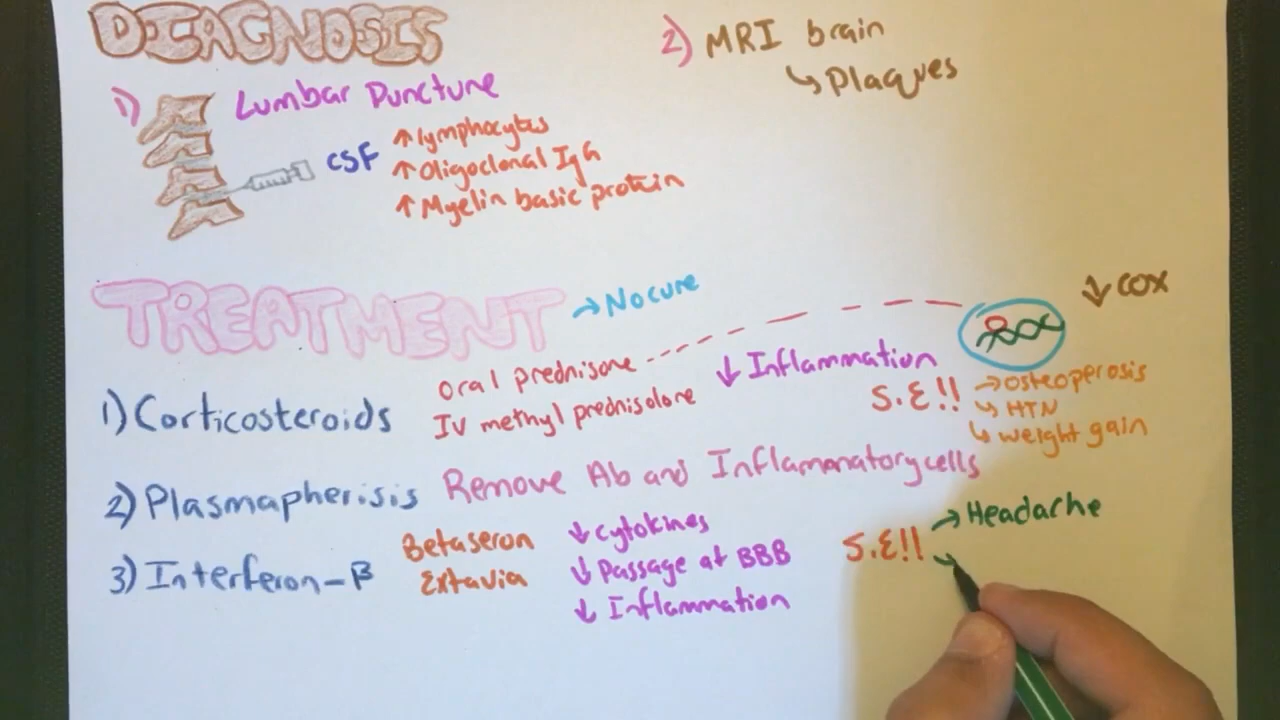 DIAGNOSIS
1) Lumbar Puncture
CSF
↑ lymphocytes
↑ Oligoclonal IgG
↑ Myelin basic protein
2) MRI brain
↳ Plaques
TREATMENT → No cure
1) Corticosteroids
oral prednisone
IV methyl prednisolore
↓ Inflammation
↓ COX
S.E!!
→ osteoperosis
↳ HTN
↳ weight gain
2) Plasmapherisis
Remove Ab and Inflammatory cells
3) Interferon-β
Betaseron
Extavia
↓ cytokines
↓ Passage at BBB
↓ Inflammation
S.E!!
→ Headache